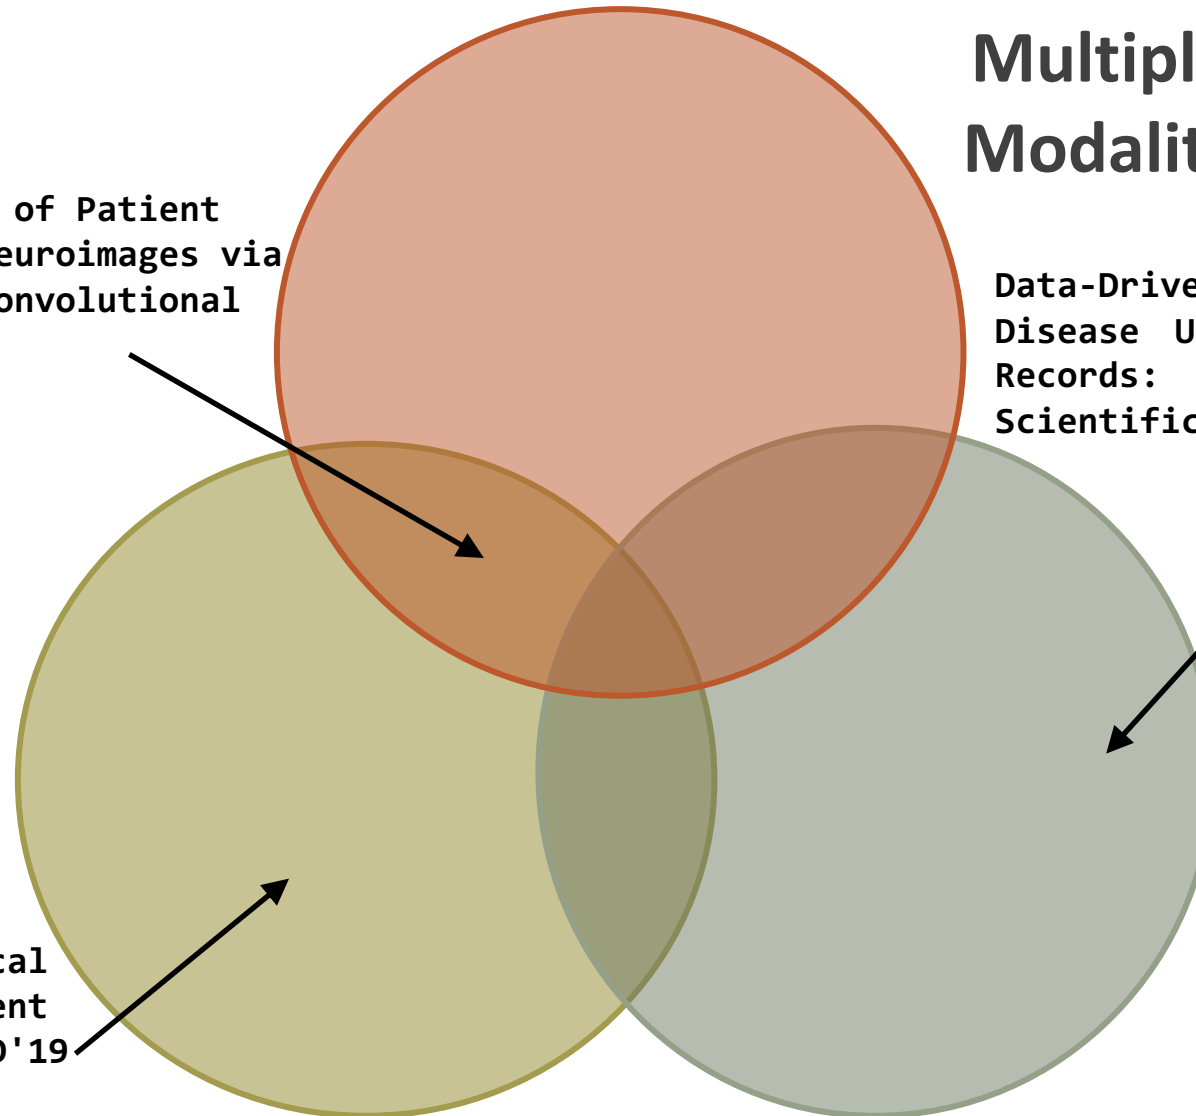 Multipl
Modalit
of Patient
euroimages via
onvolutional
Data-Drive
Disease U
Records:
Scientific
cal
ent
D'19